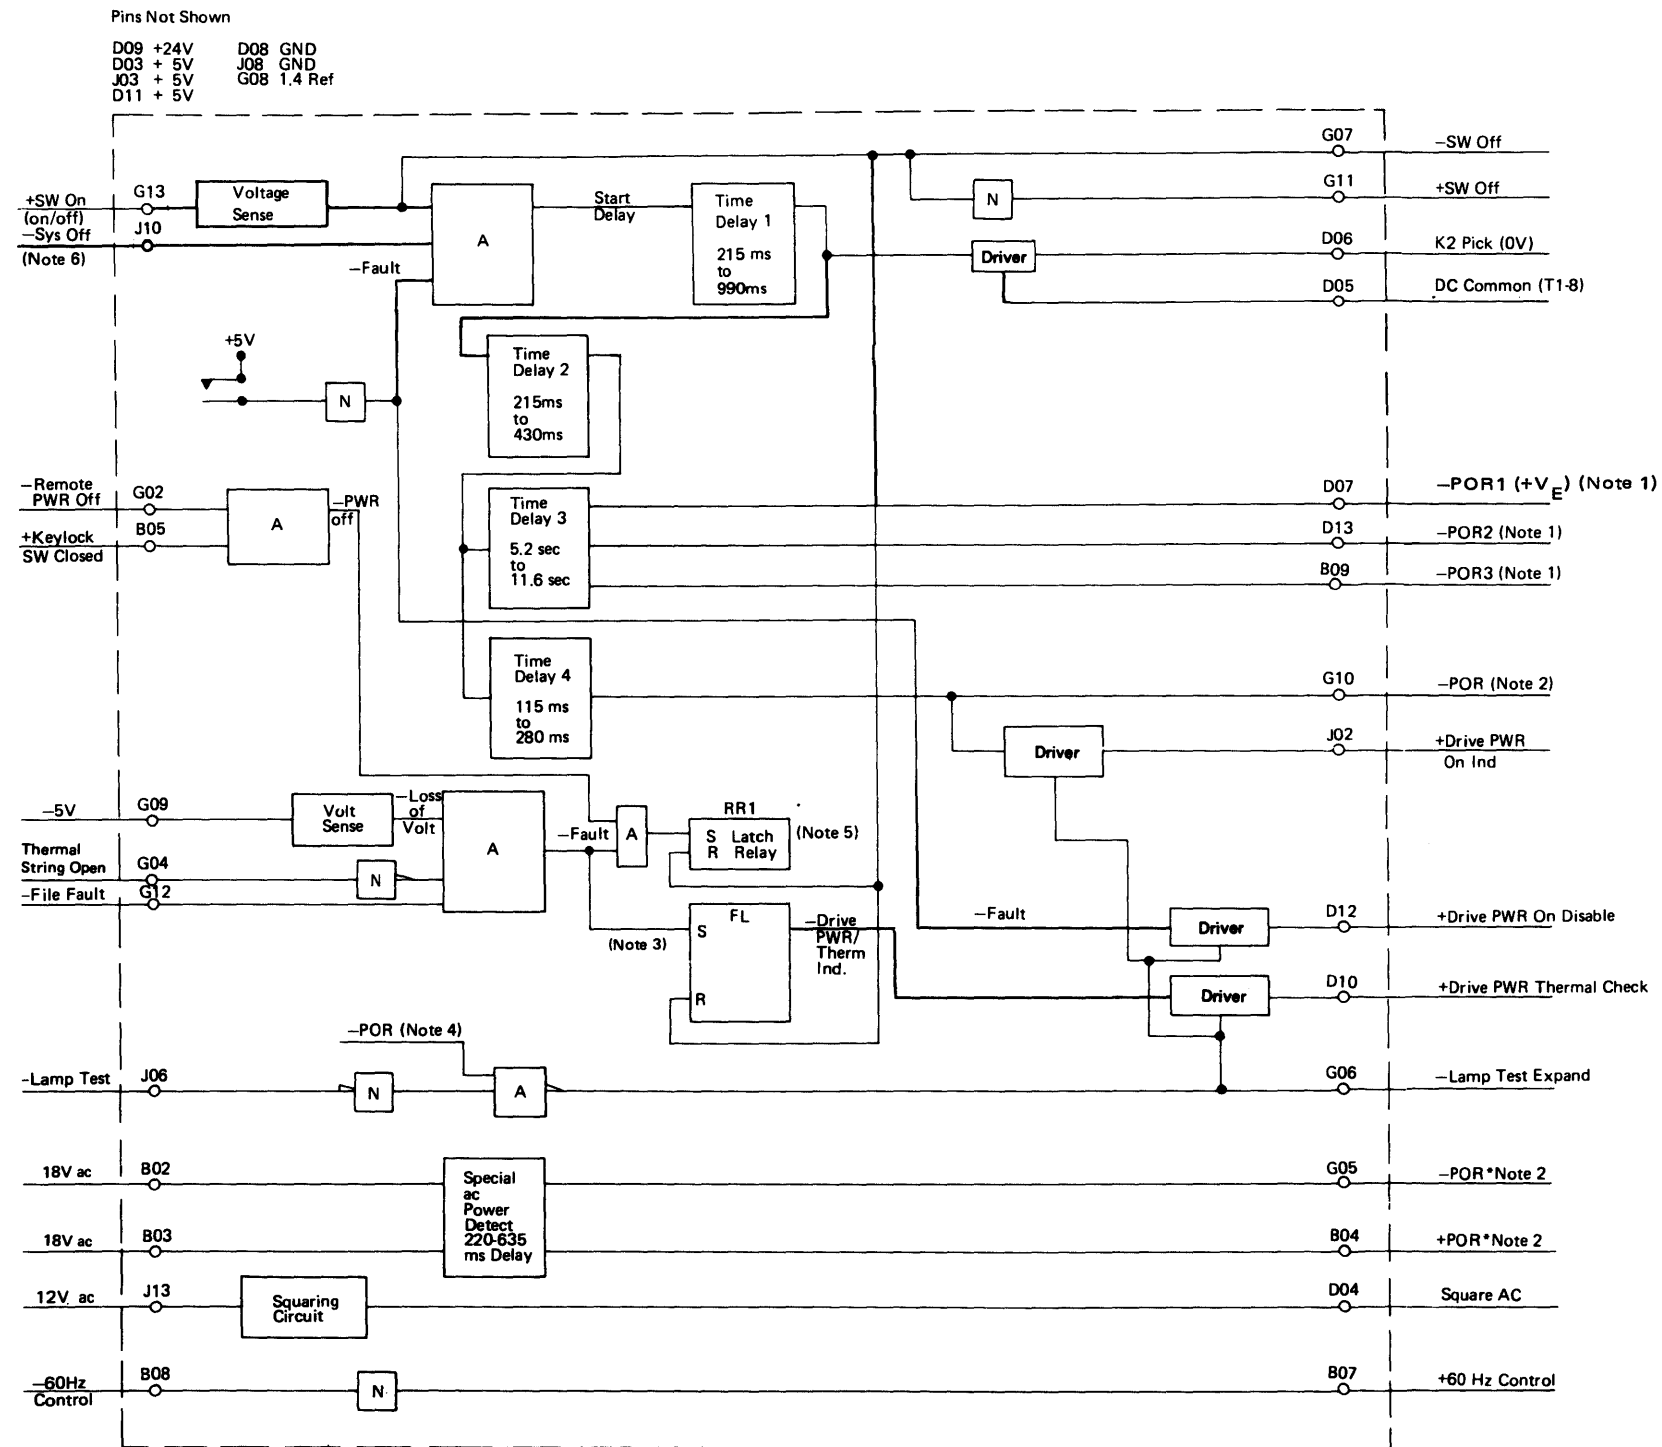 Pins Not Shown
D09 +24V D08 GND
D03 + 5V J08 GND
J03 + 5V G08 1.4 Ref
D11 + 5V
G07 −SW Off
+SW On (on/off) G13
Voltage Sense
G11 +SW Off
N
−Sys Off (Note 6) J10
A
Start Delay
Time Delay 1
215 ms to 990ms
Driver
D06 K2 Pick (0V)
D05 DC Common (T1-8)
−Fault
+5V
N
Time Delay 2
215ms to 430ms
−Remote PWR Off G02
+Keylock SW Closed B05
A
−PWR off
Time Delay 3
5.2 sec to 11.6 sec
D07 −POR1 (+VE) (Note 1)
D13 −POR2 (Note 1)
B09 −POR3 (Note 1)
Time Delay 4
115 ms to 280 ms
G10 −POR (Note 2)
Driver
J02 +Drive PWR On Ind
−5V G09
Volt Sense
−Loss of Volt
A
−Fault
A
RR1
S Latch
R Relay
(Note 5)
Thermal String Open G04
N
−File Fault G12
(Note 3)
FL
S
R
−Drive PWR/ Therm Ind.
−Fault
Driver
D12 +Drive PWR On Disable
Driver
D10 +Drive PWR Thermal Check
−POR (Note 4)
-Lamp Test J06
N
A
G06 −Lamp Test Expand
18V ac B02
Special ac Power Detect 220-635 ms Delay
G05 −POR*Note 2
18V ac B03
B04 +POR*Note 2
12V ac J13
Squaring Circuit
D04 Square AC
−60Hz Control B08
N
B07 +60 Hz Control